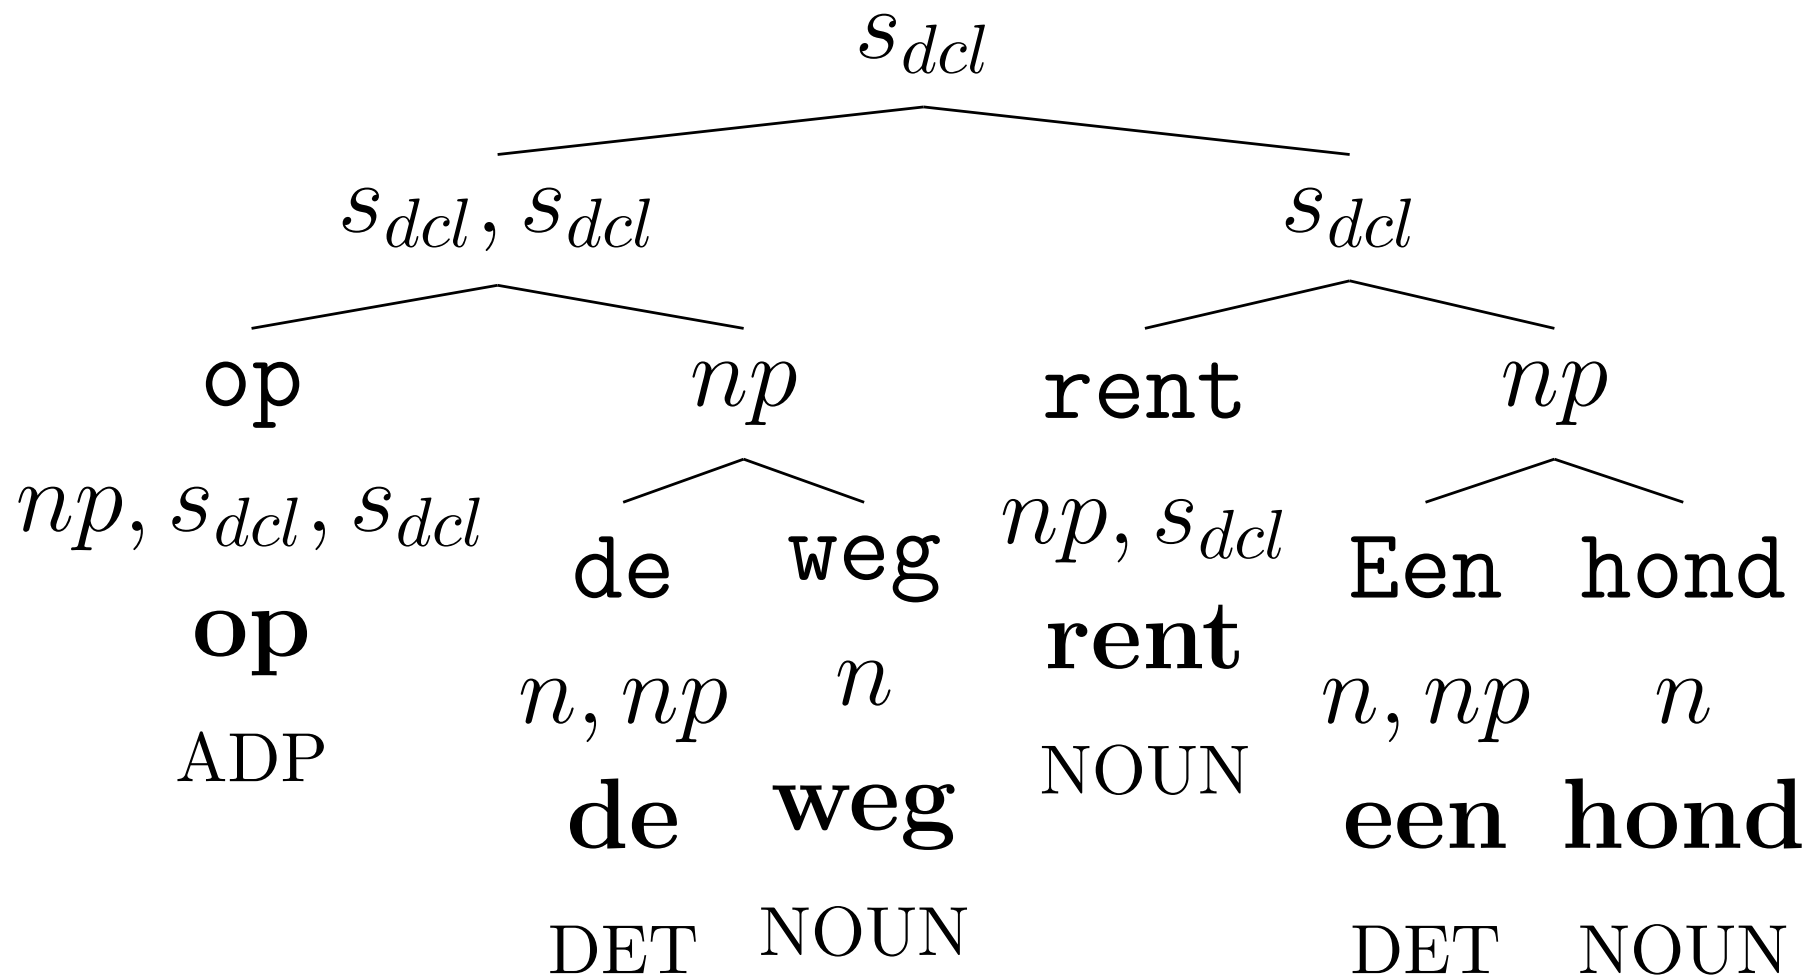 s_dcl
s_dcl, s_dcl s_dcl
op np rent np
np, s_dcl, s_dcl de weg np, s_dcl Een hond
op n, np n rent n, np n
ADP de weg NOUN een hond
DET NOUN DET NOUN